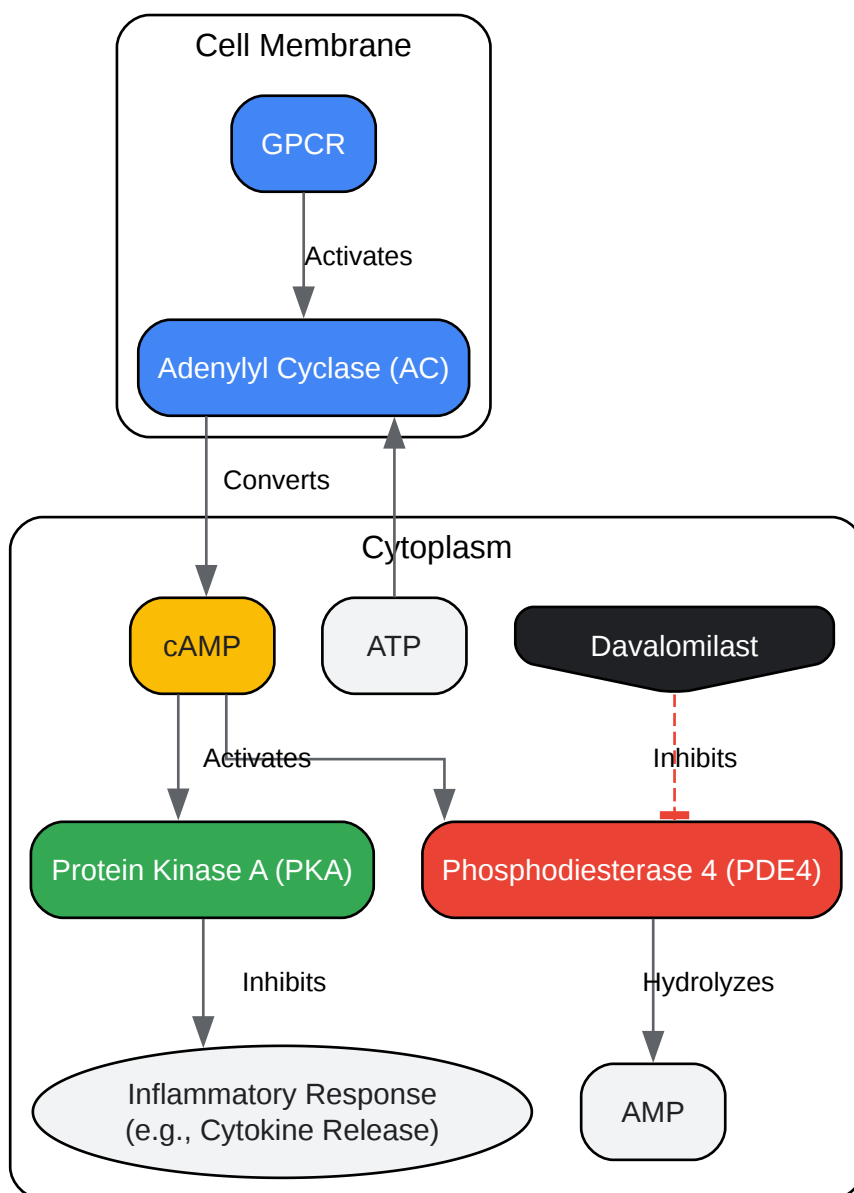 Cell Membrane
GPCR
Activates
Adenylyl Cyclase (AC)
Converts
Cytoplasm
cAMP
ATP
Davalomilast
Activates
Inhibits
Protein Kinase A (PKA)
Phosphodiesterase 4 (PDE4)
Inhibits
Hydrolyzes
Inflammatory Response
(e.g., Cytokine Release)
AMP